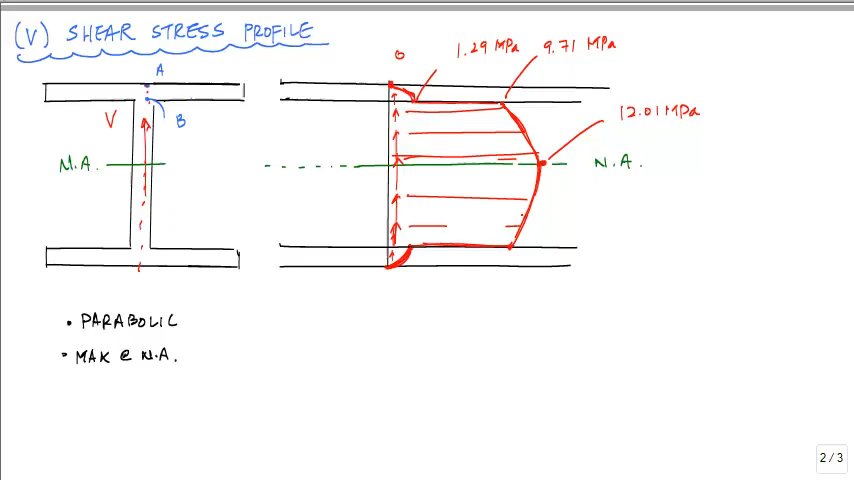 (V) SHEAR STRESS PROFILE
0
1.29 MPa
9.71 MPa
A
B
V
12.01 MPa
N.A.
N.A.
• PARABOLIC
• MAX @ N.A.
2 / 3